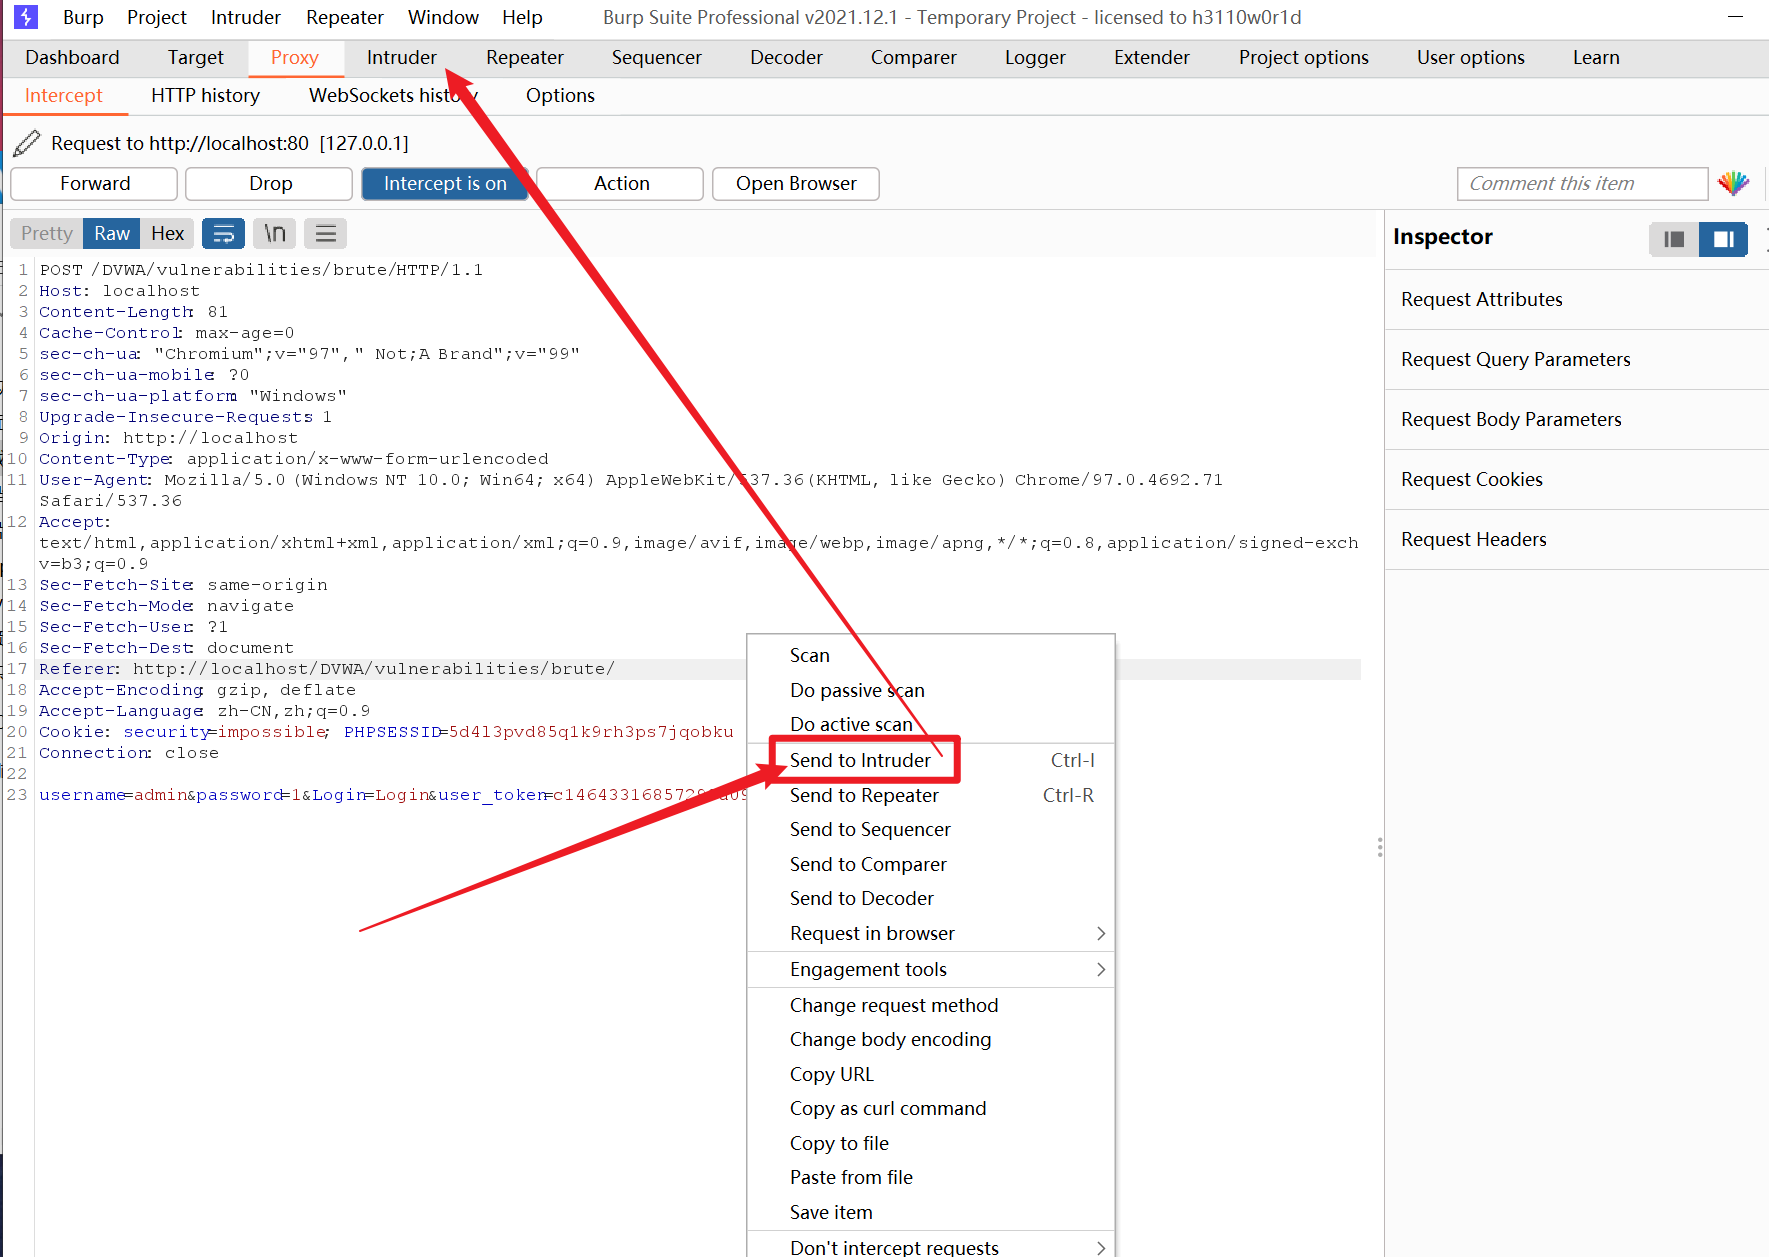 Burp Project Intruder Repeater Window Help Burp Suite Professional v2021.12.1 - Temporary Project - licensed to h3110w0r1d
Dashboard Target Proxy Intruder Repeater Sequencer Decoder Comparer Logger Extender Project options User options Learn
Intercept HTTP history WebSockets history Options
Request to http://localhost:80 [127.0.0.1]
Forward Drop Intercept is on Action Open Browser Comment this item
Pretty Raw Hex \n
Inspector
1 POST /DVWA/vulnerabilities/brute/HTTP/1.1
2 Host: localhost
3 Content-Length: 81
4 Cache-Control: max-age=0
5 sec-ch-ua: "Chromium";v="97"," Not;A Brand";v="99"
6 sec-ch-ua-mobile: ?0
7 sec-ch-ua-platform: "Windows"
8 Upgrade-Insecure-Requests: 1
9 Origin: http://localhost
10 Content-Type: application/x-www-form-urlencoded
11 User-Agent: Mozilla/5.0 (Windows NT 10.0; Win64; x64) AppleWebKit/537.36(KHTML, like Gecko) Chrome/97.0.4692.71
Safari/537.36
12 Accept:
text/html,application/xhtml+xml,application/xml;q=0.9,image/avif,image/webp,image/apng,*/*;q=0.8,application/signed-exch
v=b3;q=0.9
13 Sec-Fetch-Site: same-origin
14 Sec-Fetch-Mode: navigate
15 Sec-Fetch-User: ?1
16 Sec-Fetch-Dest: document
17 Referer: http://localhost/DVWA/vulnerabilities/brute/
18 Accept-Encoding: gzip, deflate
19 Accept-Language: zh-CN,zh;q=0.9
20 Cookie: security=impossible; PHPSESSID=5d4l3pvd85q1k9rh3ps7jqobku
21 Connection: close
22
23 username=admin&password=1&Login=Login&user_token=
Request Attributes
Request Query Parameters
Request Body Parameters
Request Cookies
Request Headers
Scan
Do passive scan
Do active scan
Send to Intruder Ctrl-I
Send to Repeater Ctrl-R
Send to Sequencer
Send to Comparer
Send to Decoder
Request in browser
Engagement tools
Change request method
Change body encoding
Copy URL
Copy as curl command
Copy to file
Paste from file
Save item
Don't intercept requests